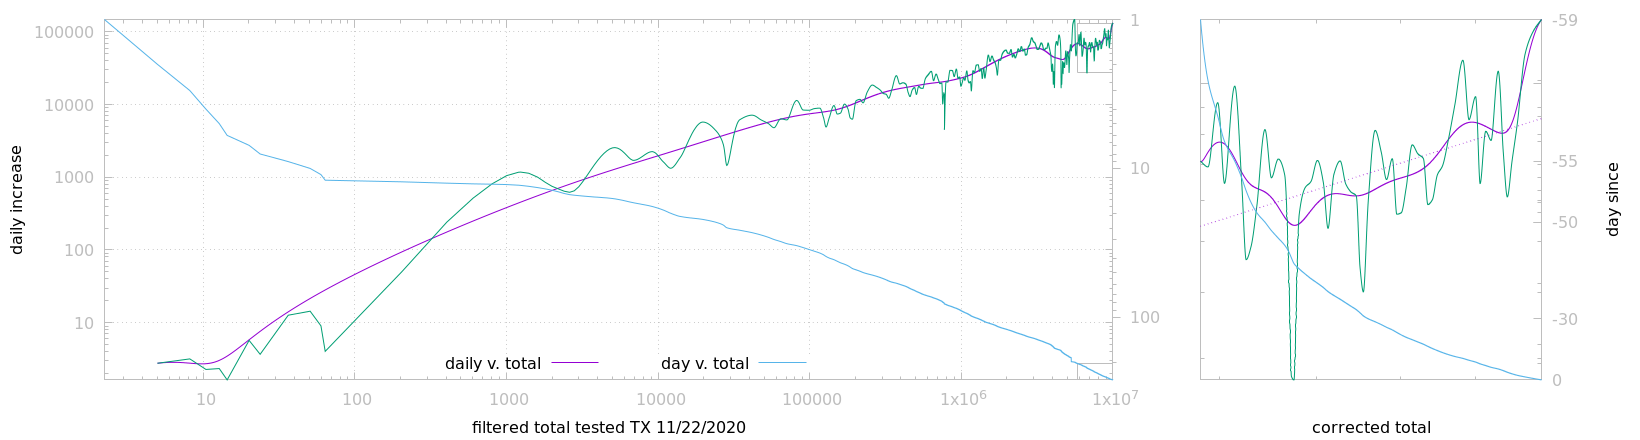 100000
10000
1000
100
10
daily increase
10
100
1000
10000
100000
1x10⁶
1x10⁷
filtered total tested TX 11/22/2020
daily v. total
day v. total
1
10
100
-59
-55
-50
-30
0
day since
corrected total